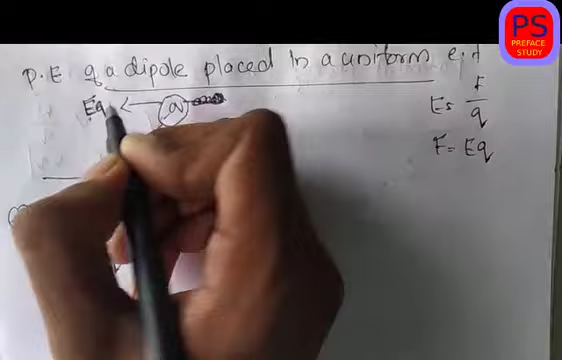 PS
PREFACE
STUDY
P.E. of a dipole placed in a uniform e.f
Eq
E = F/q
F = Eq